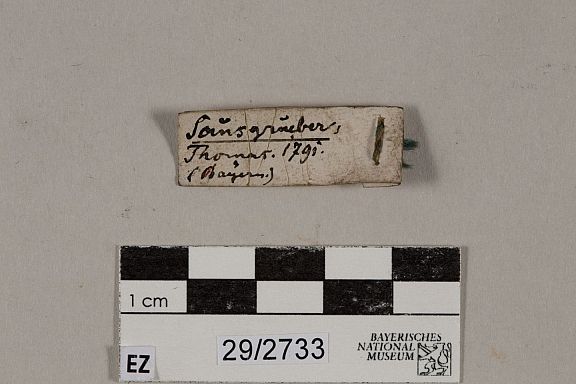 Sausgrueber,
Thomas. 1791.
(Bayern.)
1 cm
EZ
29/2733
BAYERISCHES
NATIONAL
MUSEUM